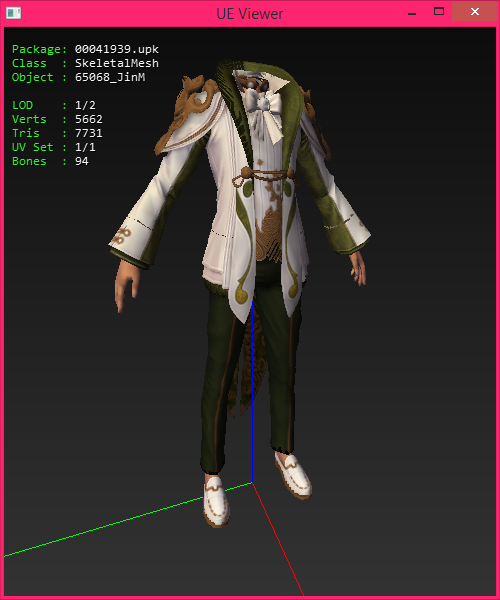 UE Viewer
Package: 00041939.upk
Class : SkeletalMesh
Object : 65068_JinM
LOD : 1/2
Verts : 5662
Tris : 7731
UV Set : 1/1
Bones : 94